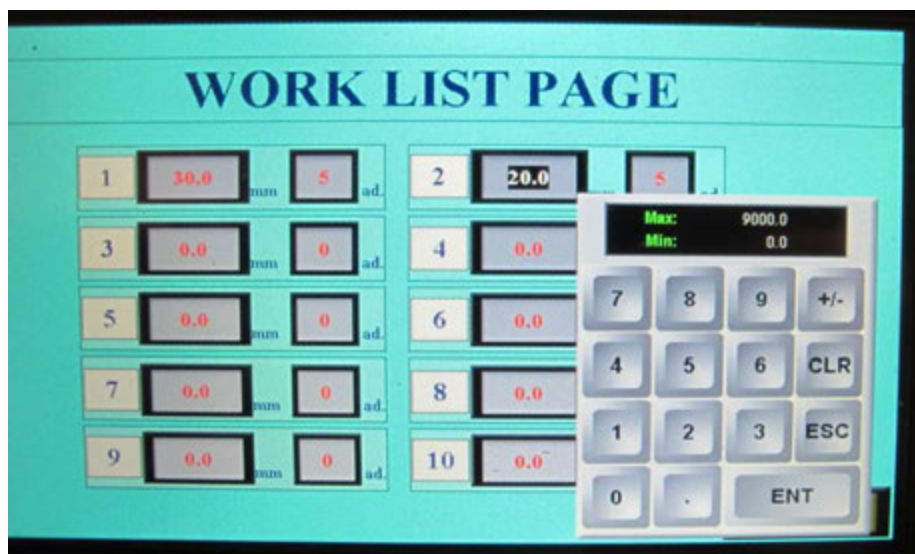 WORK LIST PAGE
1 30.0 mm 5 ad. 2 20.0 mm 5 ad.
3 0.0 mm 0 ad. 4 0.0
5 0.0 mm 0 ad. 6 0.0
7 0.0 mm 0 ad. 8 0.0
9 0.0 mm 0 ad. 10 0.0
Max: 9000.0
Min: 0.0
7 8 9 +/-
4 5 6 CLR
1 2 3 ESC
0 . ENT